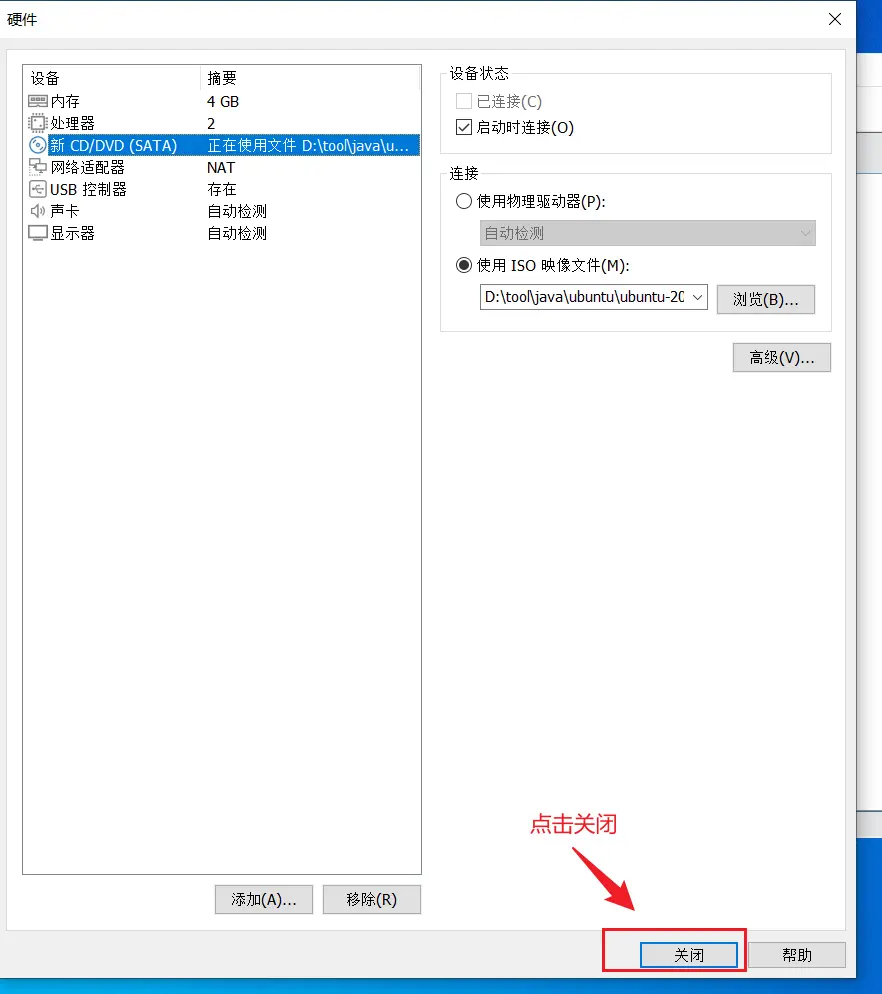 硬件
设备 摘要
内存 4 GB
处理器 2
新 CD/DVD (SATA) 正在使用文件 D:\tool\java\u...
网络适配器 NAT
USB 控制器 存在
声卡 自动检测
显示器 自动检测
添加(A)... 移除(R)
设备状态
已连接(C)
启动时连接(O)
连接
使用物理驱动器(P):
自动检测
使用 ISO 映像文件(M):
D:\tool\java\ubuntu\ubuntu-20 浏览(B)...
高级(V)...
点击关闭
关闭 帮助